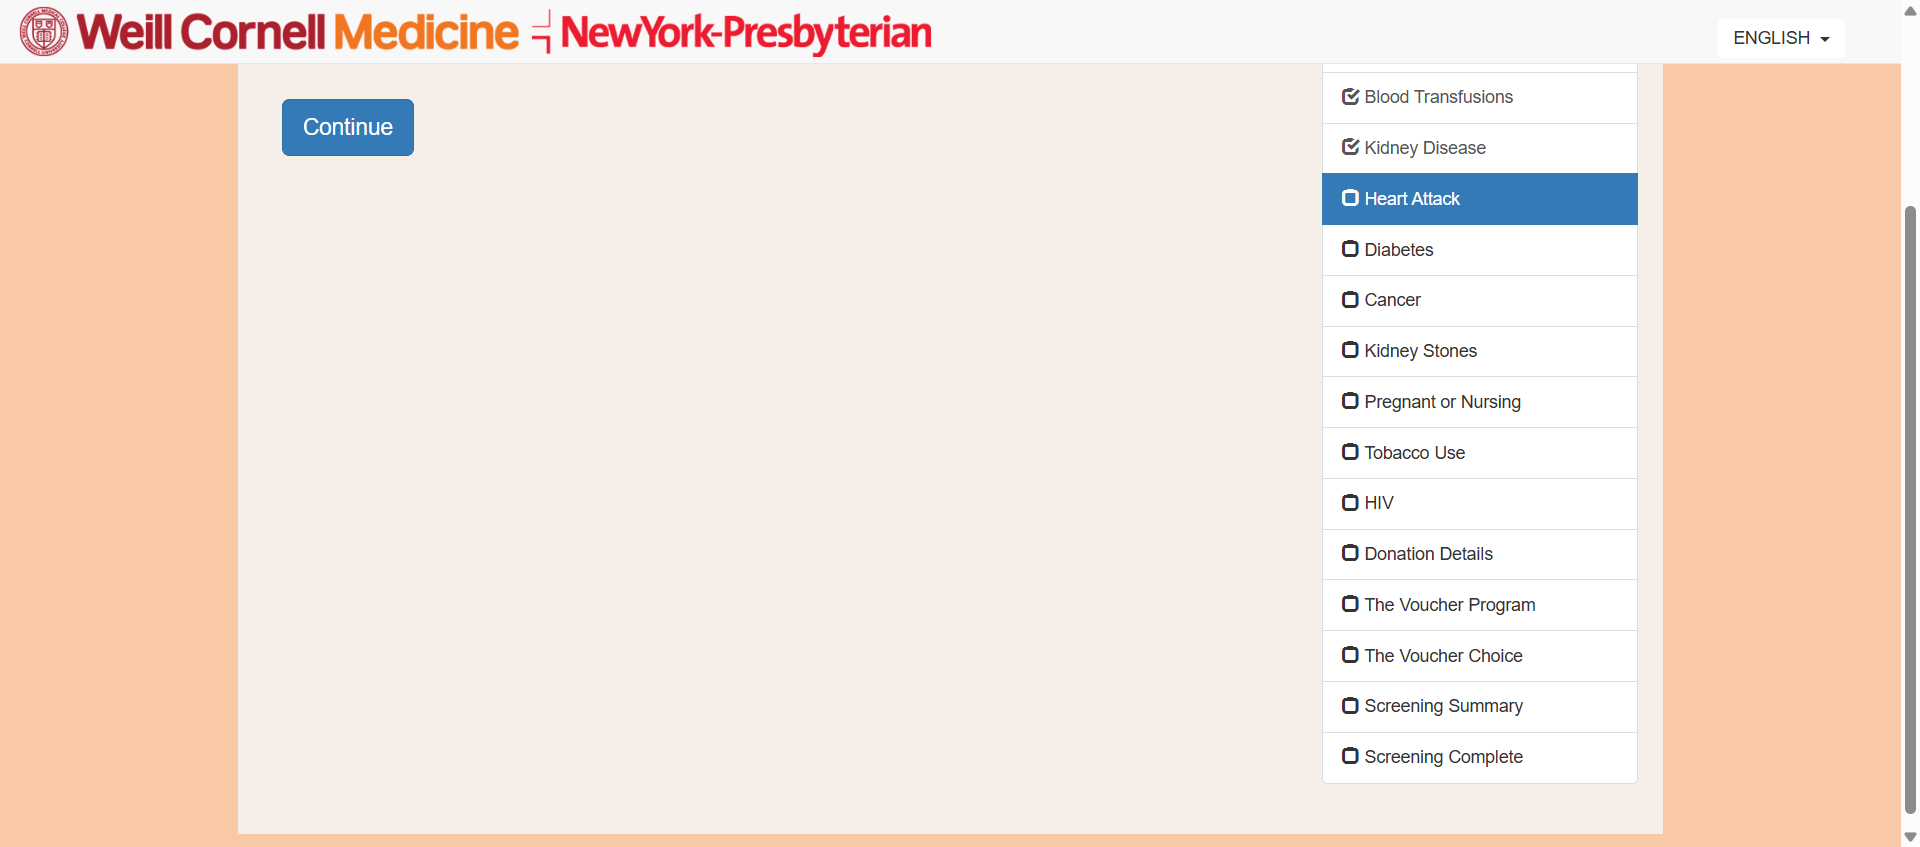 Weill Cornell Medicine NewYork-Presbyterian
ENGLISH
Continue
Blood Transfusions
Kidney Disease
Heart Attack
Diabetes
Cancer
Kidney Stones
Pregnant or Nursing
Tobacco Use
HIV
Donation Details
The Voucher Program
The Voucher Choice
Screening Summary
Screening Complete